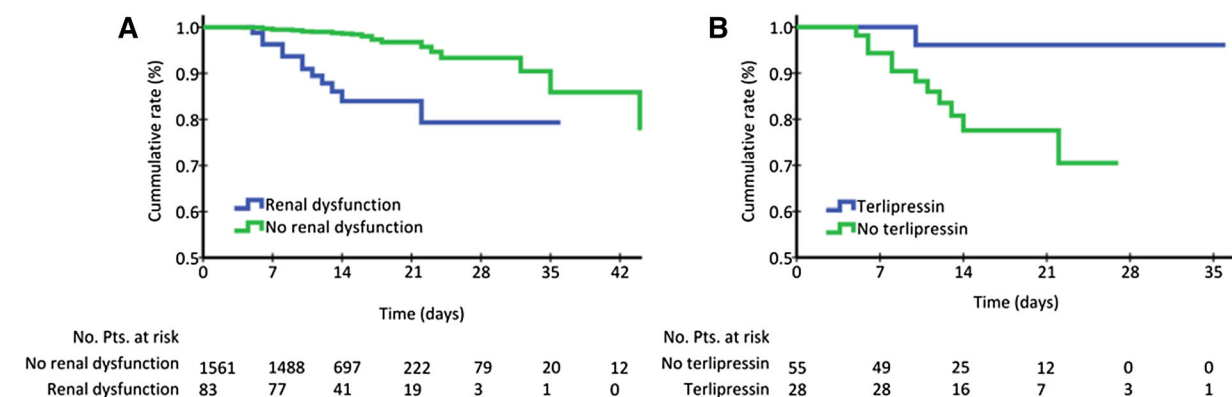 A
Cummulative rate (%)
1.0
0.9
0.8
0.7
0.6
0.5
Renal dysfunction
No renal dysfunction
0 7 14 21 28 35 42
Time (days)
No. Pts. at risk
No renal dysfunction 1561 1488 697 222 79 20 12
Renal dysfunction 83 77 41 19 3 1 0
B
Cummulative rate (%)
1.0
0.9
0.8
0.7
0.6
0.5
Terlipressin
No terlipressin
0 7 14 21 28 35
Time (days)
No. Pts. at risk
No terlipressin 55 49 25 12 0 0
Terlipressin 28 28 16 7 3 1